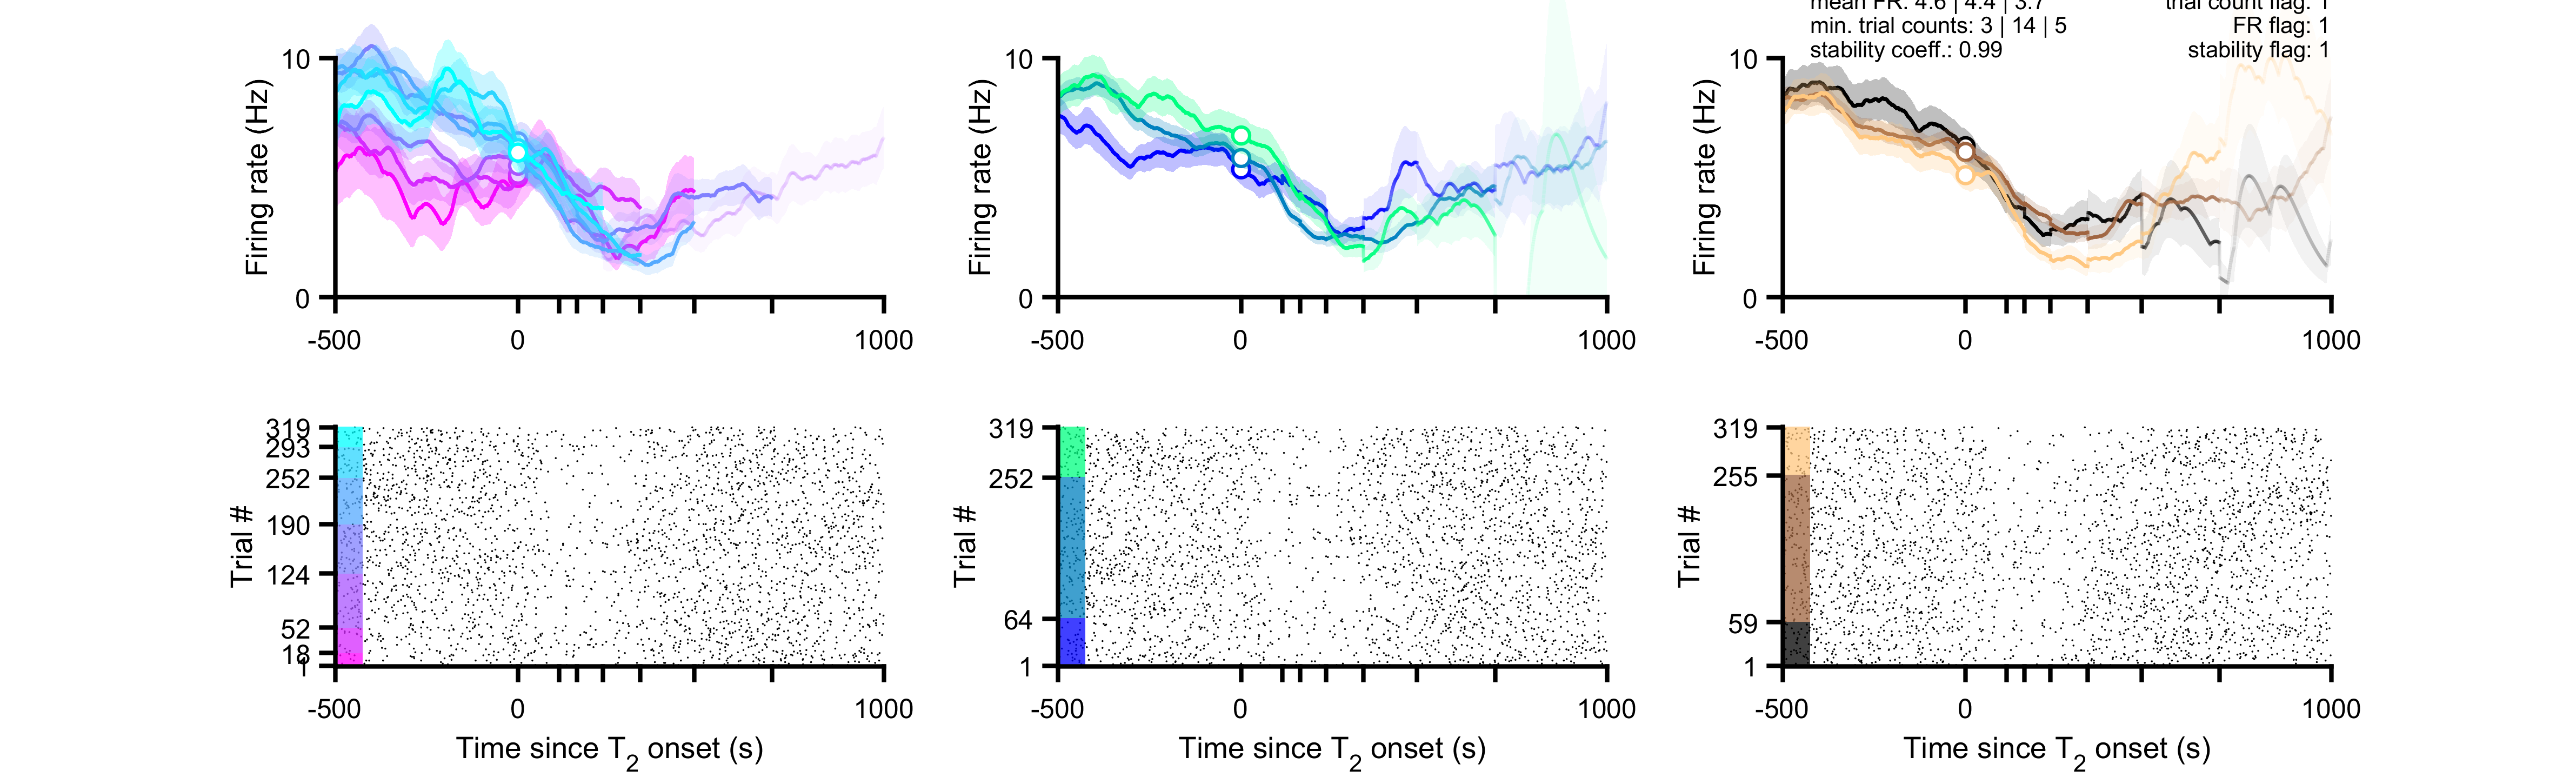 mean FR: 4.6 | 4.4 | 3.7
trial count flag: 1
min. trial counts: 3 | 14 | 5
FR flag: 1
stability coeff.: 0.99
stability flag: 1
10
0
Firing rate (Hz)
-500
0
1000
10
0
Firing rate (Hz)
-500
0
1000
10
0
Firing rate (Hz)
-500
0
1000
319
293
252
190
124
52
18
1
Trial #
-500
0
1000
Time since T2 onset (s)
319
252
64
1
Trial #
-500
0
1000
Time since T2 onset (s)
319
255
59
1
Trial #
-500
0
1000
Time since T2 onset (s)